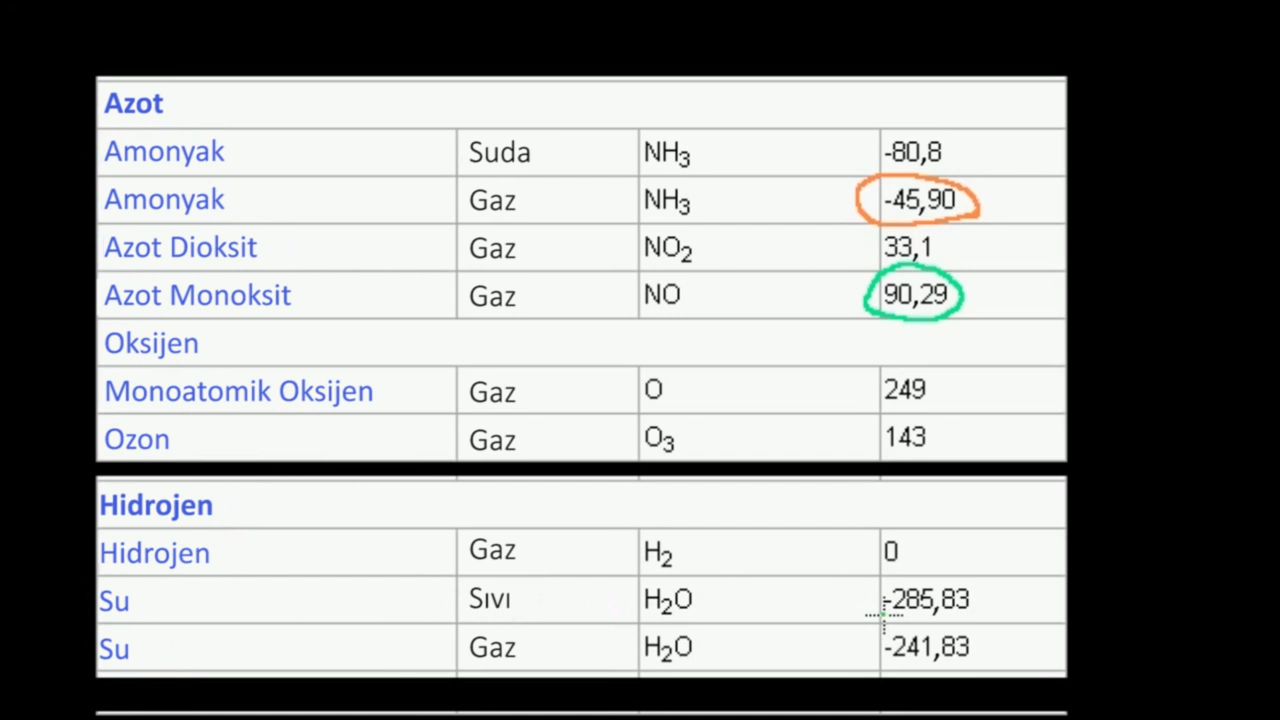 Azot
Amonyak Suda NH₃ -80,8
Amonyak Gaz NH₃ -45,90
Azot Dioksit Gaz NO₂ 33,1
Azot Monoksit Gaz NO 90,29
Oksijen
Monoatomik Oksijen Gaz O 249
Ozon Gaz O₃ 143
Hidrojen
Hidrojen Gaz H₂ 0
Su Sıvı H₂O -285,83
Su Gaz H₂O -241,83